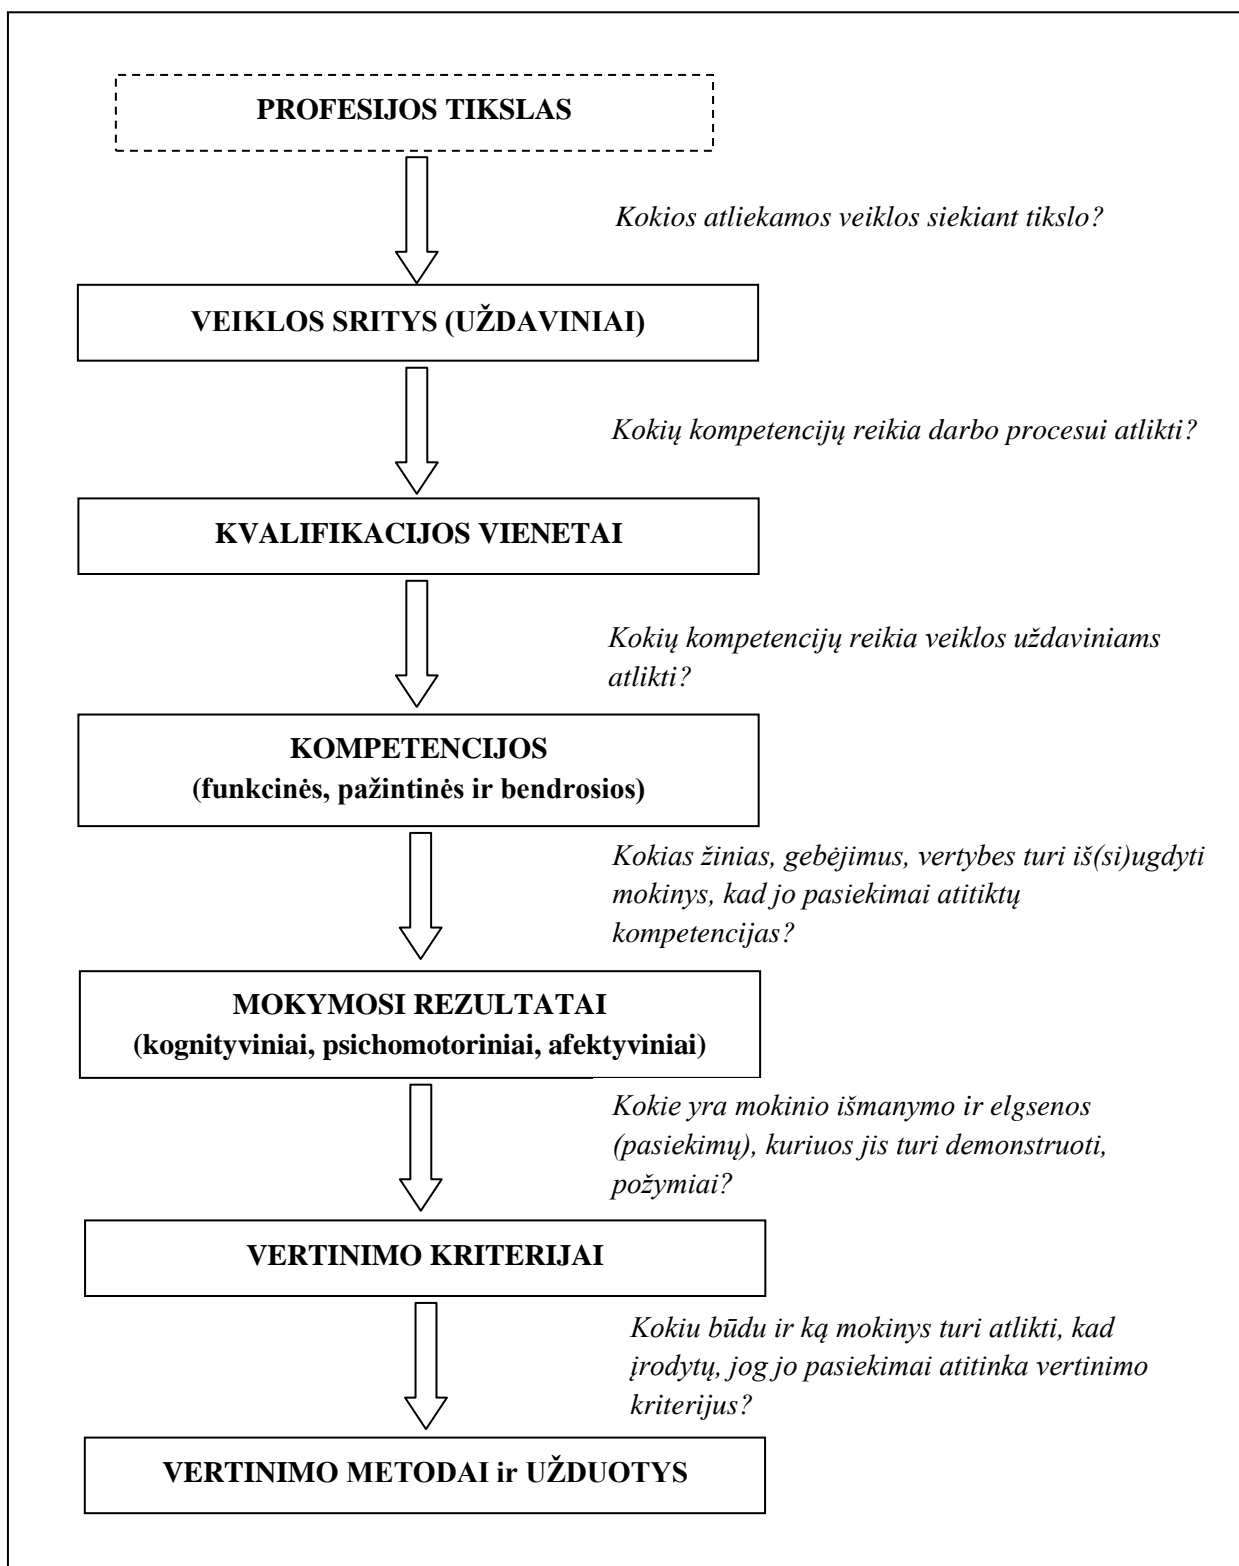 PROFESIJOS TIKSLAS
Kokios atliekamos veiklos siekiant tikslo?
VEIKLOS SRITYS (UŽDAVINIAI)
Kokių kompetencijų reikia darbo procesui atlikti?
KVALIFIKACIJOS VIENETAI
Kokių kompetencijų reikia veiklos uždaviniams
atlikti?
KOMPETENCIJOS
(funkcinės, pažintinės ir bendrosios)
Kokias žinias, gebėjimus, vertybes turi iš(si)ugdyti
mokinys, kad jo pasiekimai atitiktų
kompetencijas?
MOKYMOSI REZULTATAI
(kognityviniai, psichomotoriniai, afektyviniai)
Kokie yra mokinio išmanymo ir elgsenos
(pasiekimų), kuriuos jis turi demonstruoti,
požymiai?
VERTINIMO KRITERIJAI
Kokiu būdu ir ką mokinys turi atlikti, kad
įrodytų, jog jo pasiekimai atitinka vertinimo
kriterijus?
VERTINIMO METODAI ir UŽDUOTYS